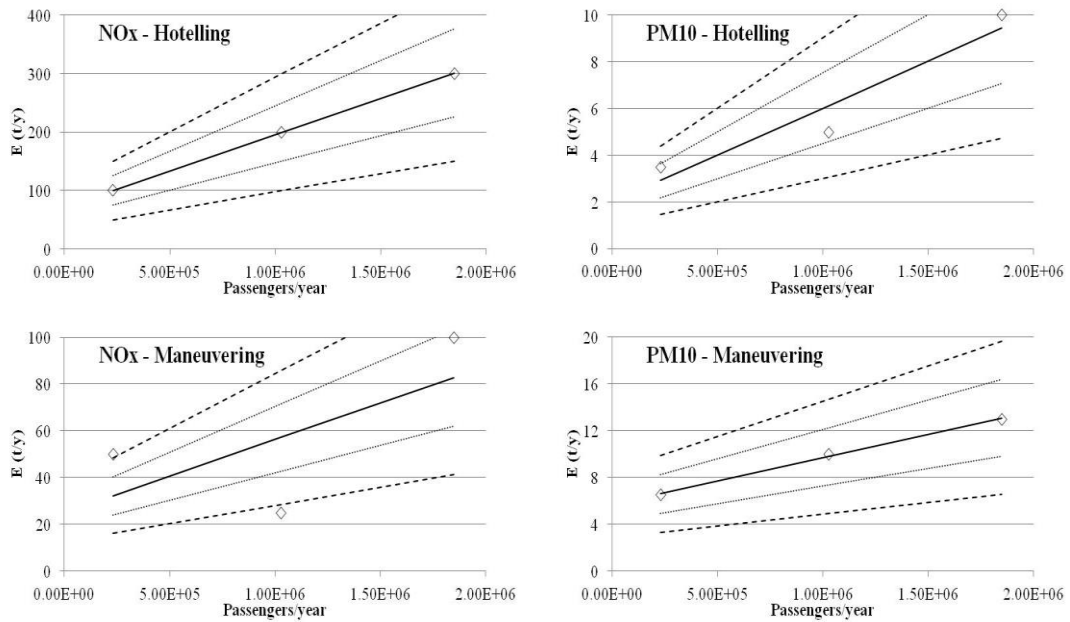 NOx - Hotelling
E (t/y)
400
300
200
100
0
0.00E+00 5.00E+05 1.00E+06 1.50E+06 2.00E+06
Passengers/year
PM10 - Hotelling
E (t/y)
10
8
6
4
2
0
0.00E+00 5.00E+05 1.00E+06 1.50E+06 2.00E+06
Passengers/year
NOx - Maneuvering
E (t/y)
100
80
60
40
20
0
0.00E+00 5.00E+05 1.00E+06 1.50E+06 2.00E+06
Passengers/year
PM10 - Maneuvering
E (t/y)
20
16
12
8
4
0
0.00E+00 5.00E+05 1.00E+06 1.50E+06 2.00E+06
Passengers/year